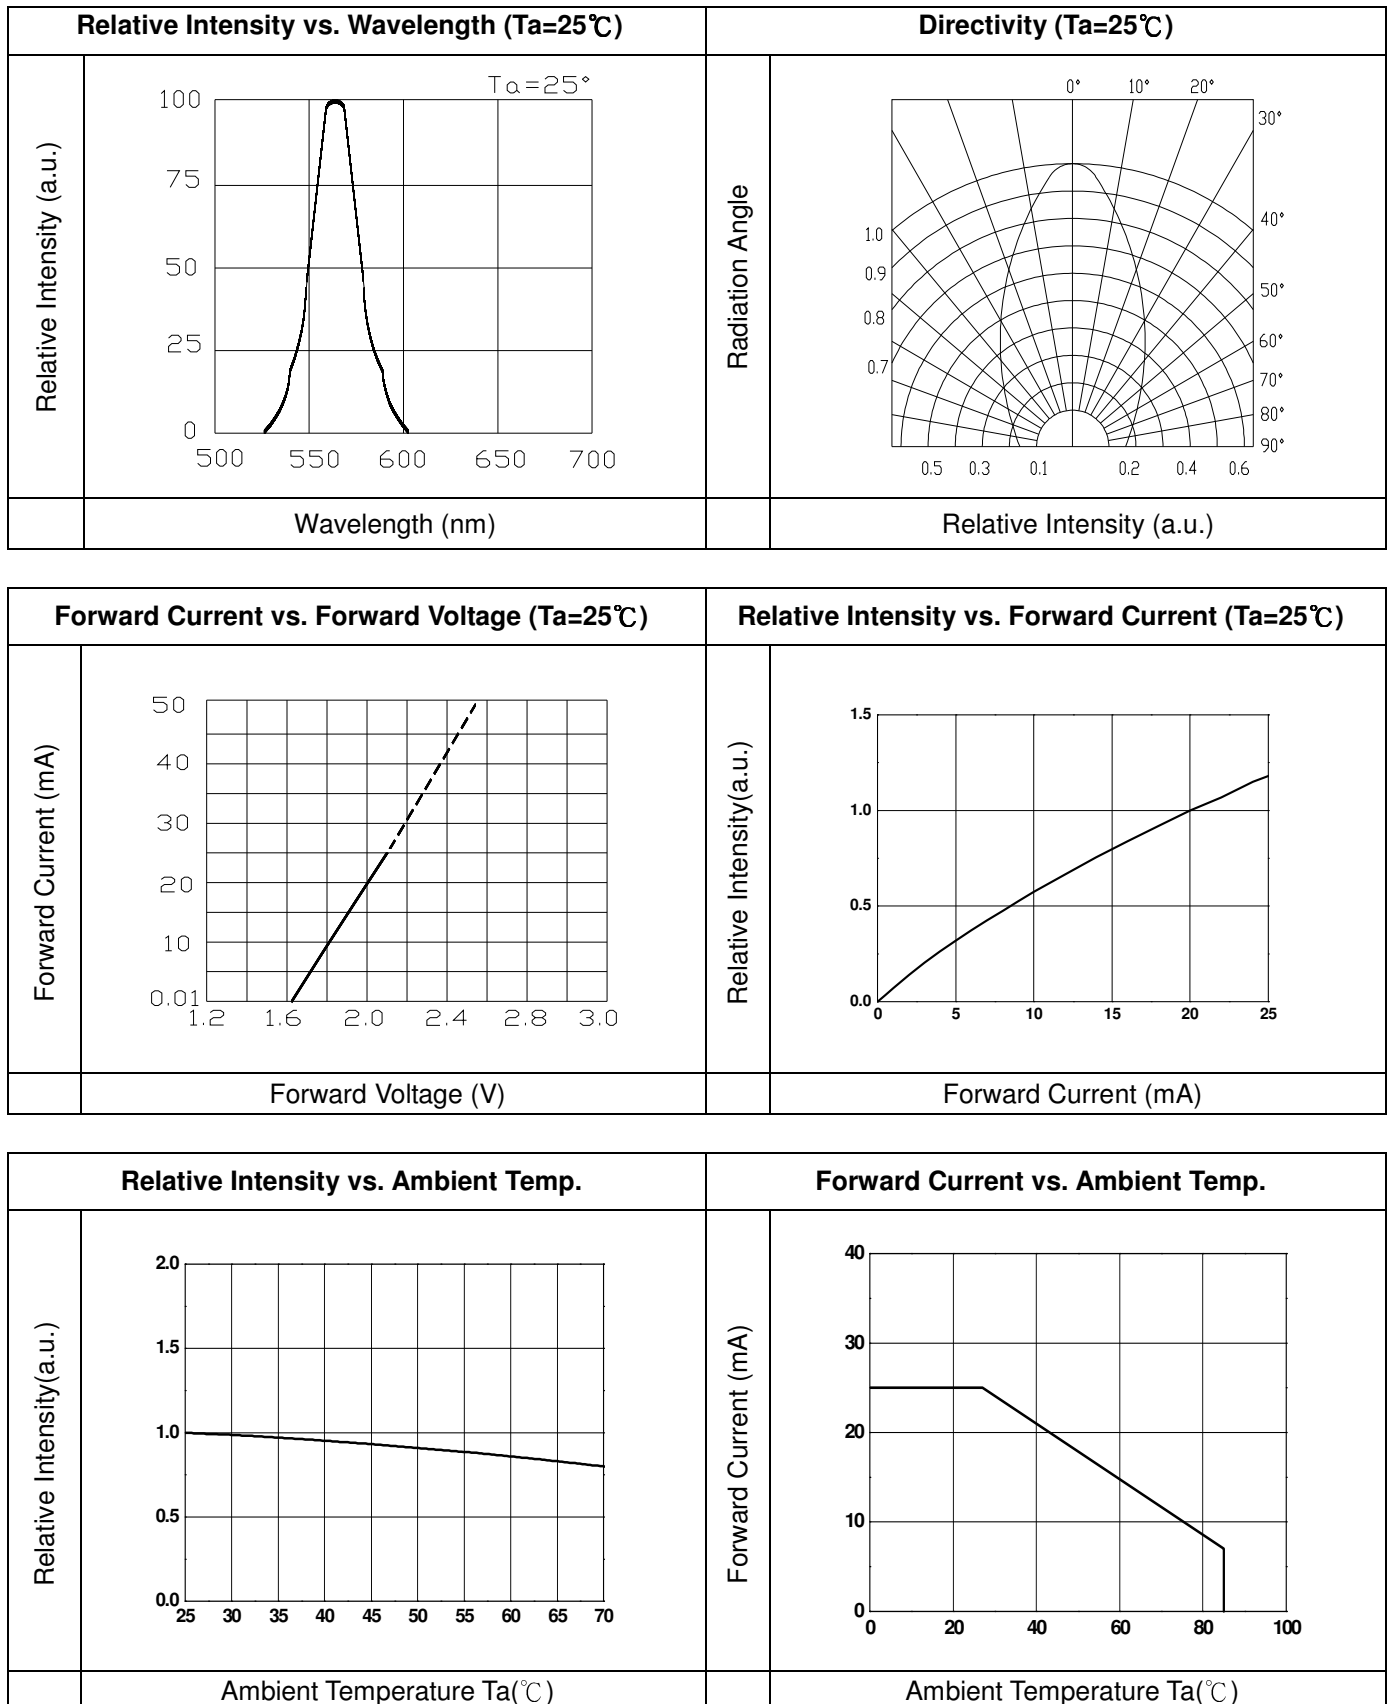 Relative Intensity vs. Wavelength (Ta=25℃)
Directivity (Ta=25℃)
Relative Intensity (a.u.)
Ta=25°
100
75
50
25
0
500 550 600 650 700
Wavelength (nm)
Radiation Angle
0° 10° 20°
30°
40°
50°
60°
70°
80°
90°
1.0
0.9
0.8
0.7
0.5 0.3 0.1 0.2 0.4 0.6
Relative Intensity (a.u.)
Forward Current vs. Forward Voltage (Ta=25℃)
Relative Intensity vs. Forward Current (Ta=25℃)
Forward Current (mA)
50
40
30
20
10
0.01
1.2 1.6 2.0 2.4 2.8 3.0
Forward Voltage (V)
Relative Intensity(a.u.)
1.5
1.0
0.5
0.0
0 5 10 15 20 25
Forward Current (mA)
Relative Intensity vs. Ambient Temp.
Forward Current vs. Ambient Temp.
Relative Intensity(a.u.)
2.0
1.5
1.0
0.5
0.0
25 30 35 40 45 50 55 60 65 70
Ambient Temperature Ta(℃)
Forward Current (mA)
40
30
20
10
0
0 20 40 60 80 100
Ambient Temperature Ta(℃)